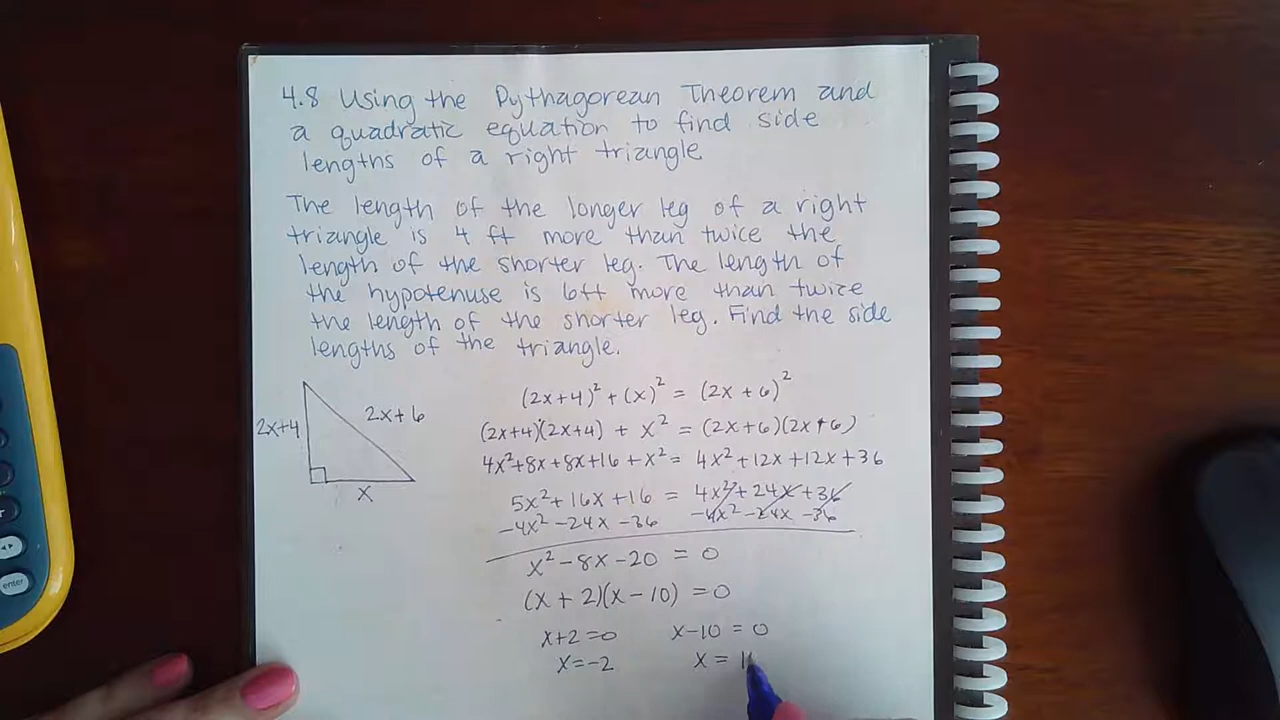 4.8 Using the Pythagorean Theorem and
a quadratic equation to find side
lengths of a right triangle
The length of the longer leg of a right
triangle is 4 ft more than twice the
length of the shorter leg. The length of
the hypotenuse is 6ft more than twice
the length of the shorter leg. Find the side
lengths of the triangle.
2x+4
2x+6
x
(2x+4)² + (x)² = (2x + 6)²
(2x+4)(2x+4) + x² = (2x+6)(2x+6)
4x²+8x+8x+16 + x² = 4x² +12x +12x +36
5x² +16x +16 = 4x² + 24x + 36
-4x² -24x -36 -4x² -24x -36
x² - 8x - 20 = 0
(x + 2)(x - 10) = 0
x+2 = 0 x-10 = 0
x = -2 x =
enter